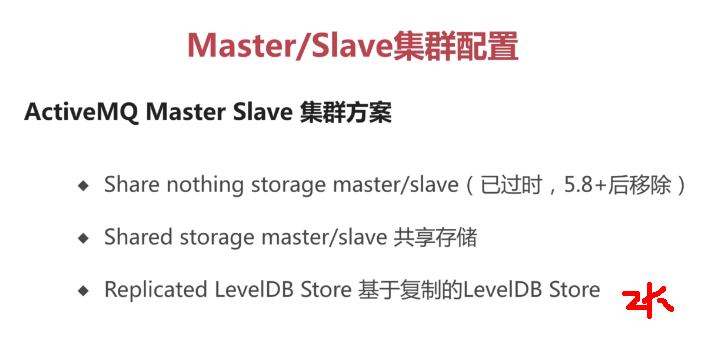 Master/Slave集群配置
ActiveMQ Master Slave 集群方案
◆ Share nothing storage master/slave（已过时，5.8+后移除）
◆ Shared storage master/slave 共享存储
◆ Replicated LevelDB Store 基于复制的LevelDB Store zk